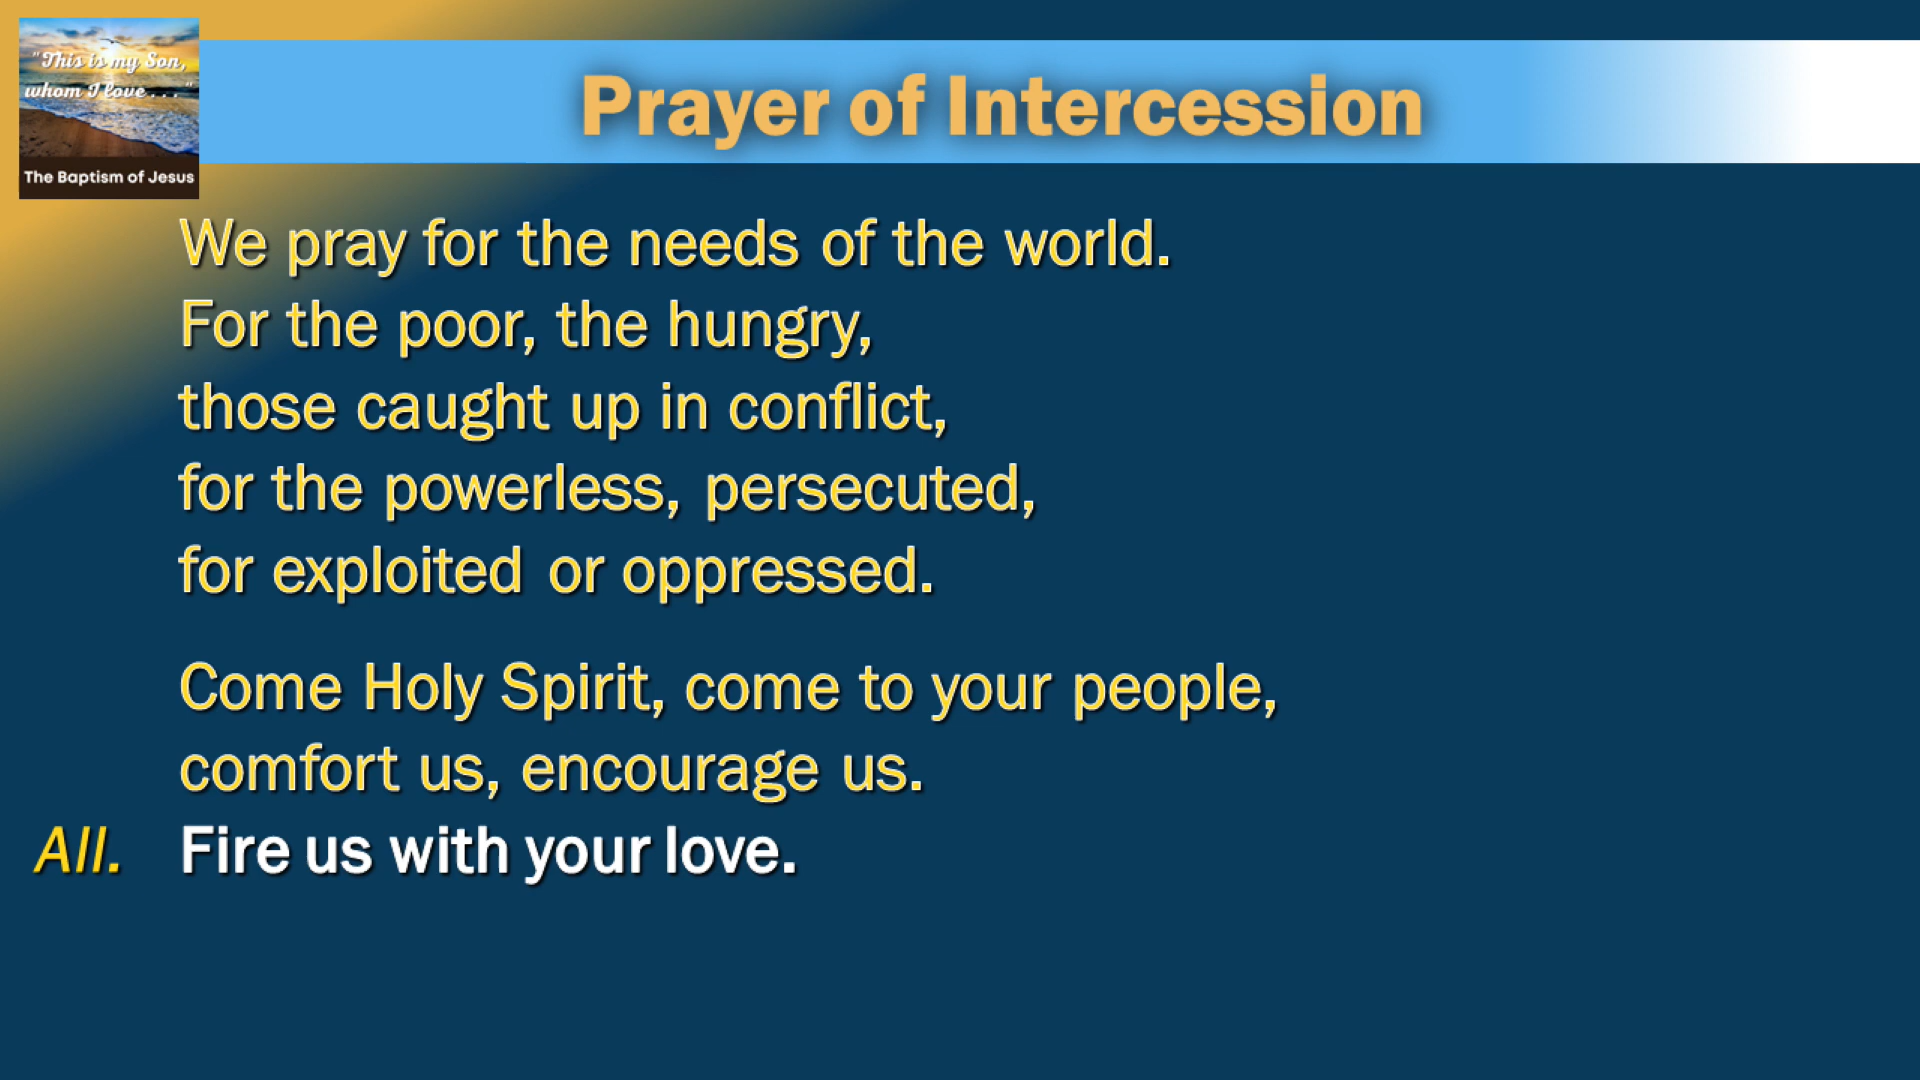 "This is my Son,
whom I love . . ."
The Baptism of Jesus
Prayer of Intercession
We pray for the needs of the world.
For the poor, the hungry,
those caught up in conflict,
for the powerless, persecuted,
for exploited or oppressed.
Come Holy Spirit, come to your people,
comfort us, encourage us.
All. Fire us with your love.